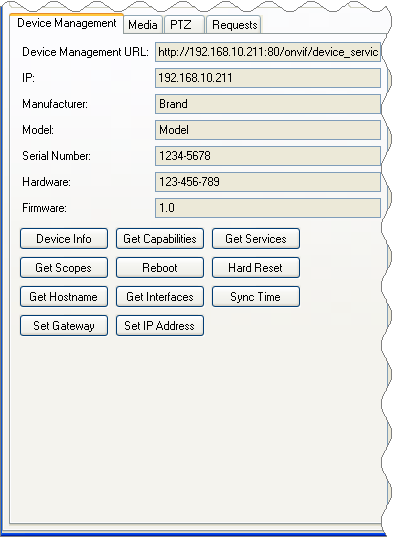 Device Management Media PTZ Requests
Device Management URL: http://192.168.10.211:80/onvif/device_servic
IP: 192.168.10.211
Manufacturer: Brand
Model: Model
Serial Number: 1234-5678
Hardware: 123-456-789
Firmware: 1.0
Device Info Get Capabilities Get Services
Get Scopes Reboot Hard Reset
Get Hostname Get Interfaces Sync Time
Set Gateway Set IP Address